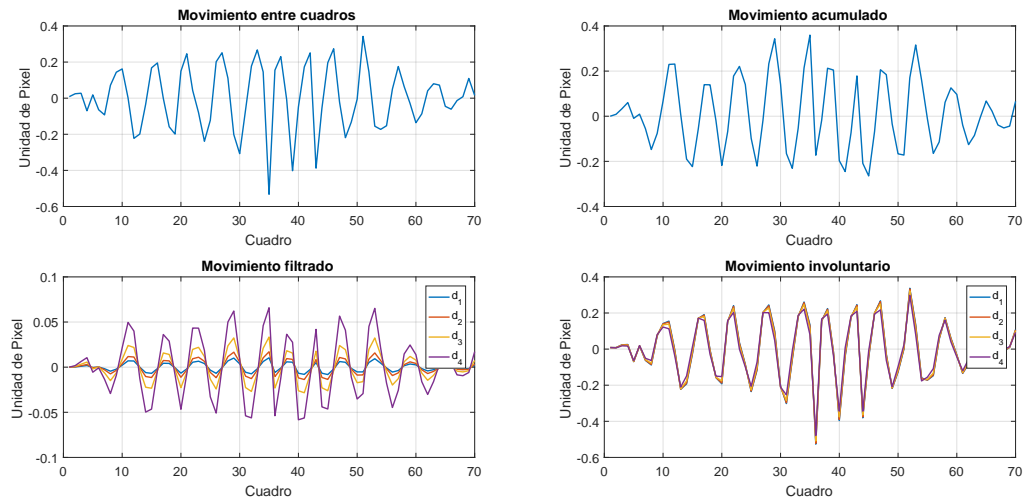 Movimiento entre cuadros
0.4
0.2
0
-0.2
-0.4
-0.6
Unidad de Pixel
0 10 20 30 40 50 60 70
Cuadro
Movimiento acumulado
0.4
0.2
0
-0.2
-0.4
Unidad de Pixel
0 10 20 30 40 50 60 70
Cuadro
Movimiento filtrado
0.1
0.05
0
-0.05
-0.1
Unidad de Pixel
0 10 20 30 40 50 60 70
Cuadro
d1
d2
d3
d4
Movimiento involuntario
0.4
0.2
0
-0.2
-0.4
-0.6
Unidad de Pixel
0 10 20 30 40 50 60 70
Cuadro
d1
d2
d3
d4